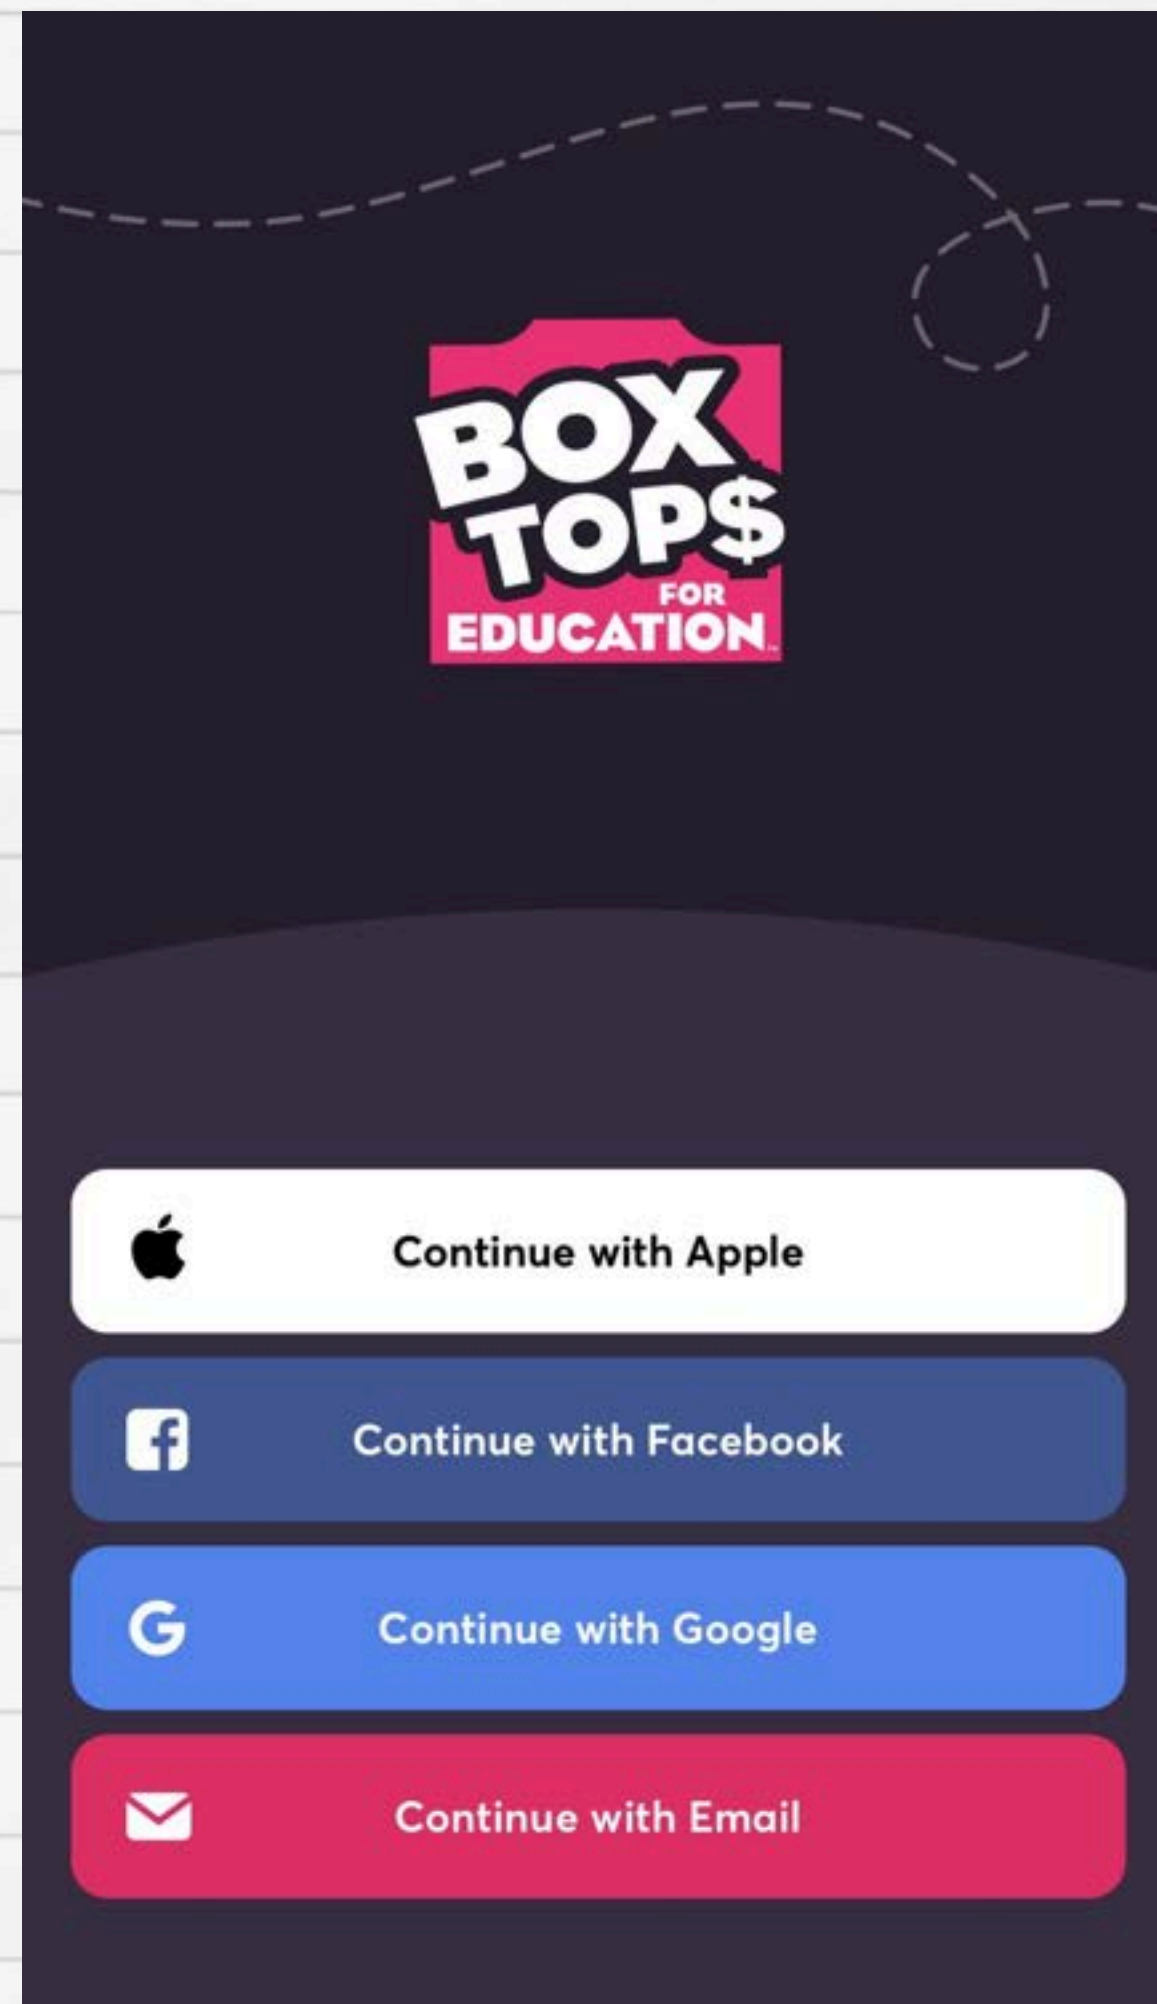 BOX
TOP$
FOR
EDUCATION
Continue with Apple
Continue with Facebook
Continue with Google
Continue with Email